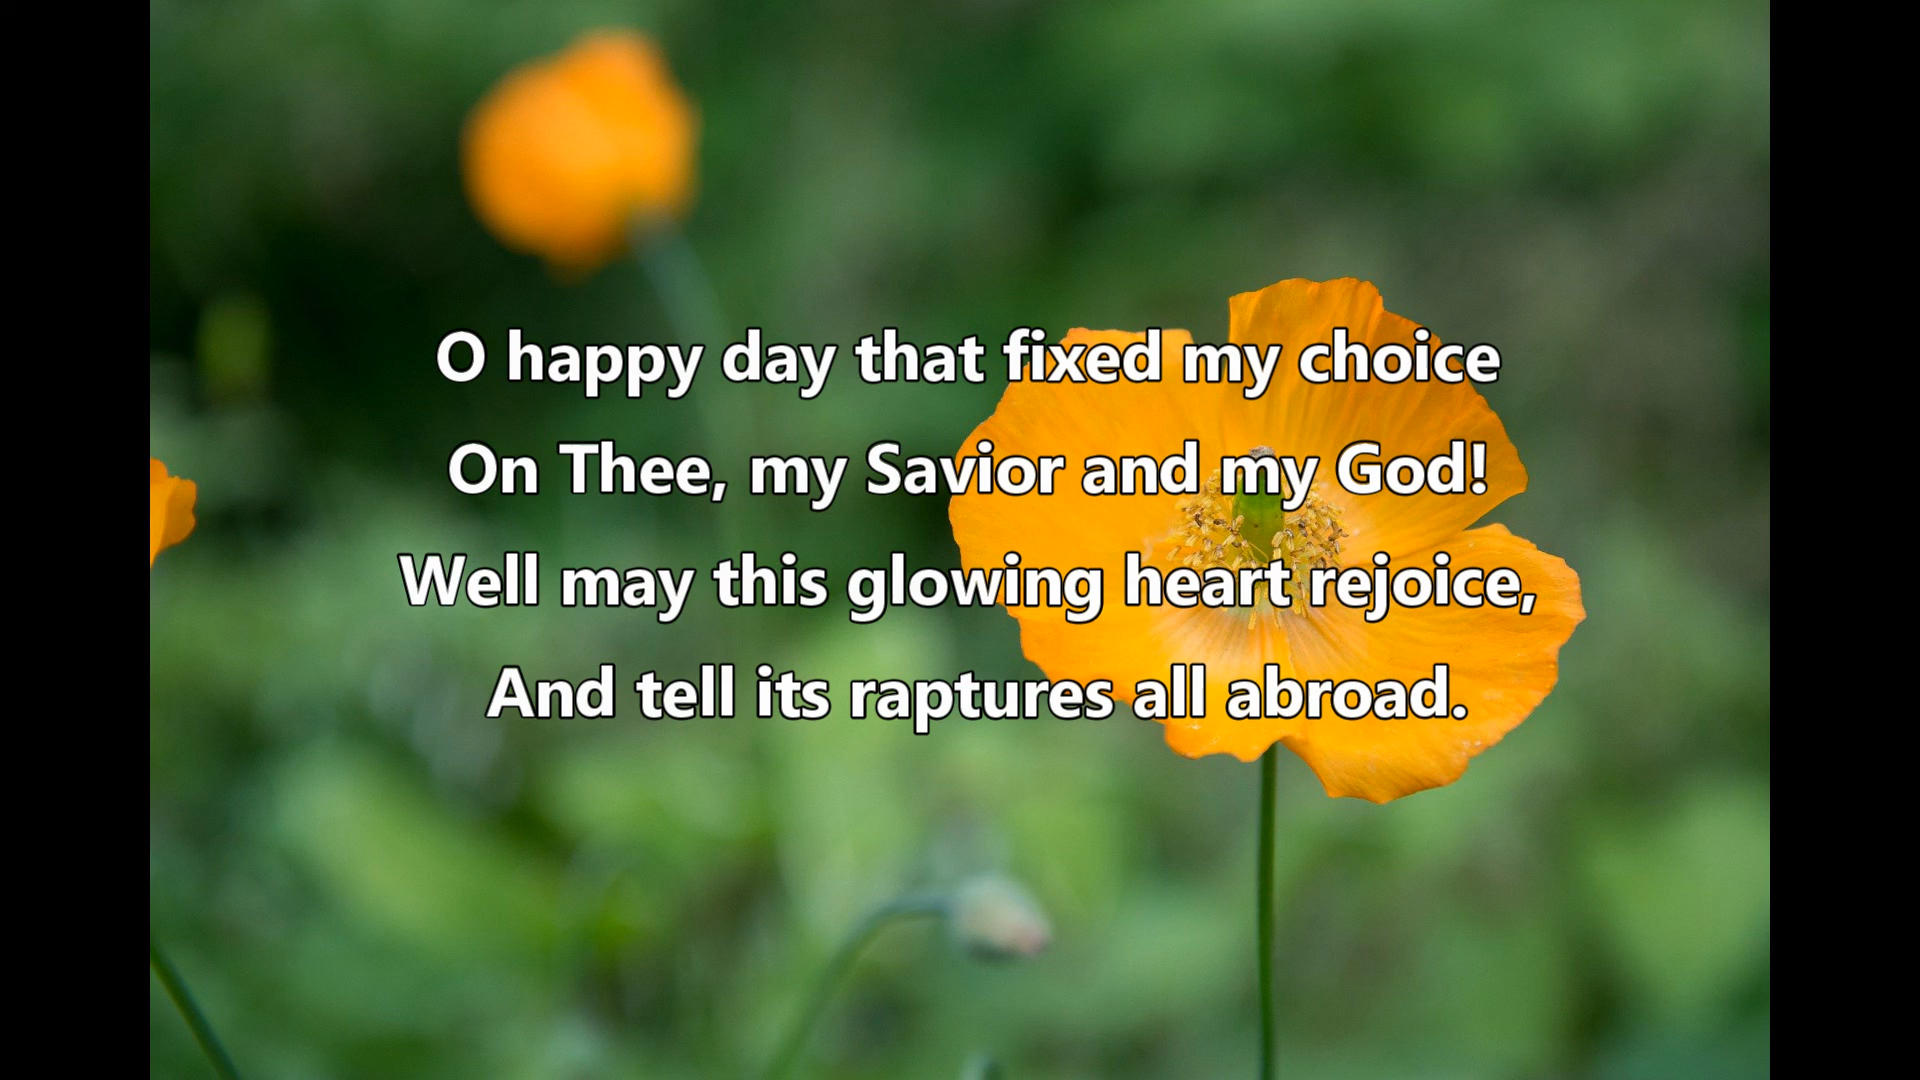 O happy day that fixed my choice
On Thee, my Savior and my God!
Well may this glowing heart rejoice,
And tell its raptures all abroad.